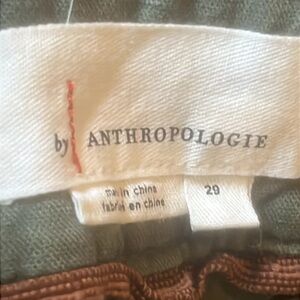 by ANTHROPOLOGIE
made in china
fabriqué en chine
29